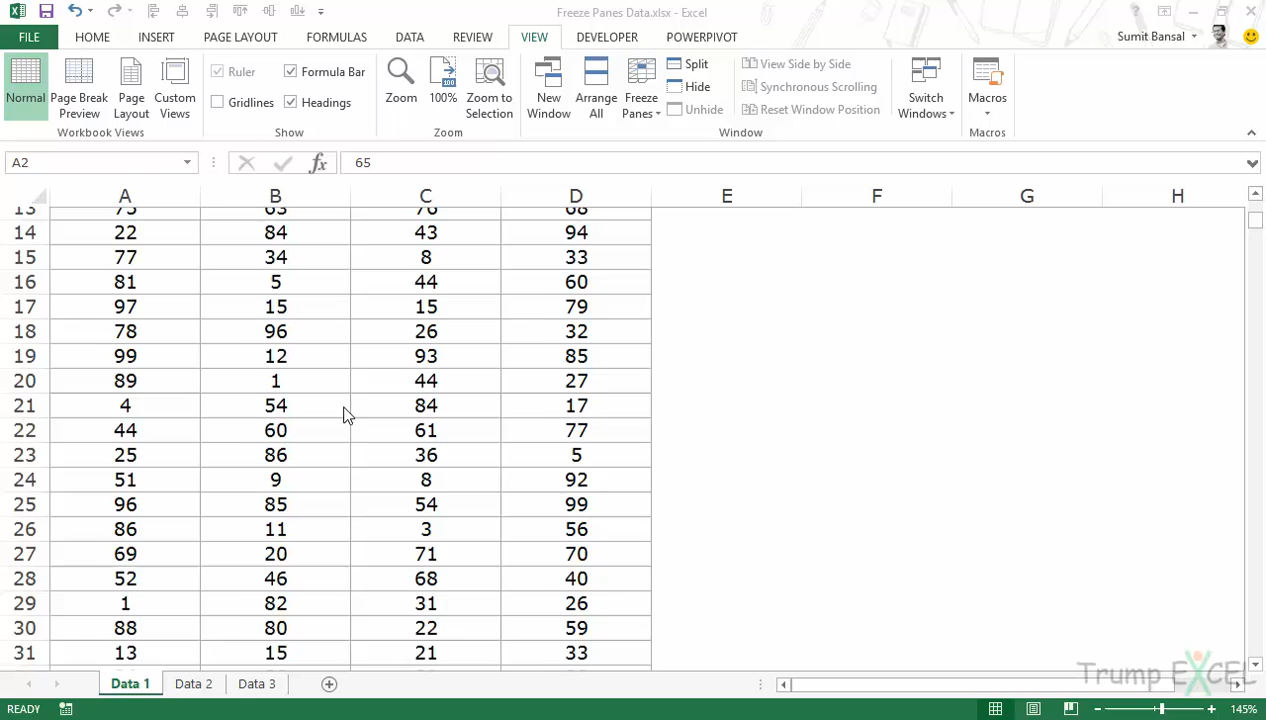 Freeze Panes Data.xlsx - Excel
?
FILE HOME INSERT PAGE LAYOUT FORMULAS DATA REVIEW VIEW DEVELOPER POWERPIVOT Sumit Bansal
Normal Page Break Preview Page Layout Custom Views
Workbook Views
Ruler Formula Bar
Gridlines Headings
Show
Zoom 100% Zoom to Selection
Zoom
New Window Arrange All Freeze Panes
Split
Hide
Unhide
View Side by Side
Synchronous Scrolling
Reset Window Position
Switch Windows
Window
Macros
Macros
A2 fx 65
A B C D E F G H
13 75 63 76 68
14 22 84 43 94
15 77 34 8 33
16 81 5 44 60
17 97 15 15 79
18 78 96 26 32
19 99 12 93 85
20 89 1 44 27
21 4 54 84 17
22 44 60 61 77
23 25 86 36 5
24 51 9 8 92
25 96 85 54 99
26 86 11 3 56
27 69 20 71 70
28 52 46 68 40
29 1 82 31 26
30 88 80 22 59
31 13 15 21 33
Trump EXCEL
Data 1 Data 2 Data 3
READY 145%